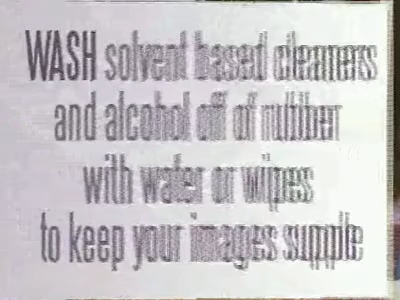 WASH solvent based cleaners
and alcohol off of rubber
with water or wipes
to keep your images supple